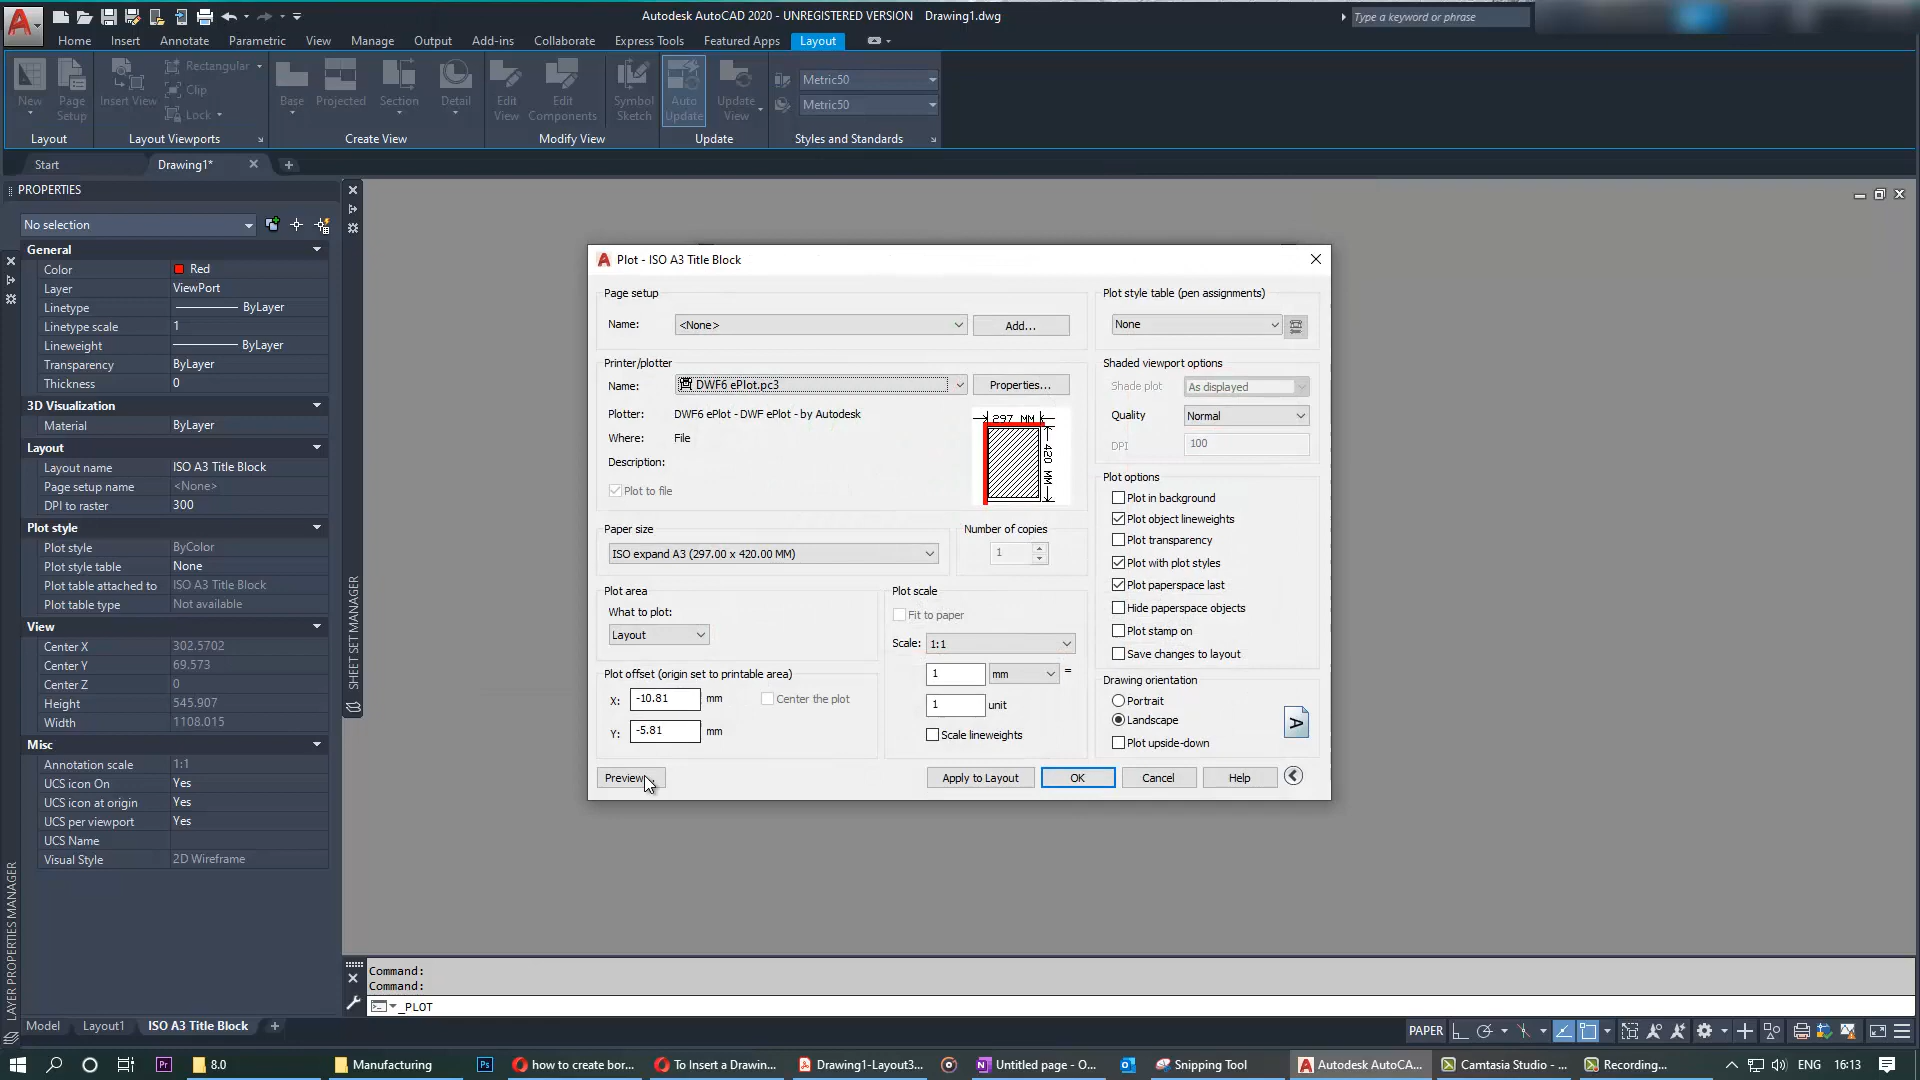 Autodesk AutoCAD 2020 - UNREGISTERED VERSION Drawing1.dwg
Type a keyword or phrase
Home Insert Annotate Parametric View Manage Output Add-ins Collaborate Express Tools Featured Apps Layout
New Page Setup Insert View Rectangular Clip Lock Base Projected Section Detail Edit View Edit Components Symbol Sketch Auto Update Update View Metric50 Metric50
Layout Layout Viewports Create View Modify View Update Styles and Standards
Start Drawing1*
PROPERTIES
No selection
General
Color Red
Layer ViewPort
Linetype ByLayer
Linetype scale 1
Lineweight ByLayer
Transparency ByLayer
Thickness 0
3D Visualization
Material ByLayer
Layout
Layout name ISO A3 Title Block
Page setup name <None>
DPI to raster 300
Plot style
Plot style ByColor
Plot style table None
Plot table attached to ISO A3 Title Block
Plot table type Not available
View
Center X 302.5702
Center Y 69.573
Center Z 0
Height 545.907
Width 1108.015
Misc
Annotation scale 1:1
UCS icon On Yes
UCS icon at origin Yes
UCS per viewport Yes
UCS Name
Visual Style 2D Wireframe
SHEET SET MANAGER
LAYER PROPERTIES MANAGER
Plot - ISO A3 Title Block
Page setup
Name: <None> Add...
Printer/plotter
Name: DWF6 ePlot.pc3 Properties...
Plotter: DWF6 ePlot - DWF ePlot - by Autodesk
Where: File
Description:
Plot to file
297 MM
420 MM
Paper size
ISO expand A3 (297.00 x 420.00 MM)
Number of copies
1
Plot area
What to plot:
Layout
Plot offset (origin set to printable area)
X: -10.81 mm Center the plot
Y: -5.81 mm
Plot scale
Fit to paper
Scale: 1:1
1 mm =
1 unit
Scale lineweights
Plot style table (pen assignments)
None
Shaded viewport options
Shade plot As displayed
Quality Normal
DPI 100
Plot options
Plot in background
Plot object lineweights
Plot transparency
Plot with plot styles
Plot paperspace last
Hide paperspace objects
Plot stamp on
Save changes to layout
Drawing orientation
Portrait
Landscape
Plot upside-down
A
Preview... Apply to Layout OK Cancel Help
Command:
Command:
_PLOT
Model Layout1 ISO A3 Title Block
PAPER
8.0 Manufacturing how to create bor... To Insert a Drawin... Drawing1-Layout3... Untitled page - O... Snipping Tool Autodesk AutoCA... Camtasia Studio - ... Recording... ENG 16:13